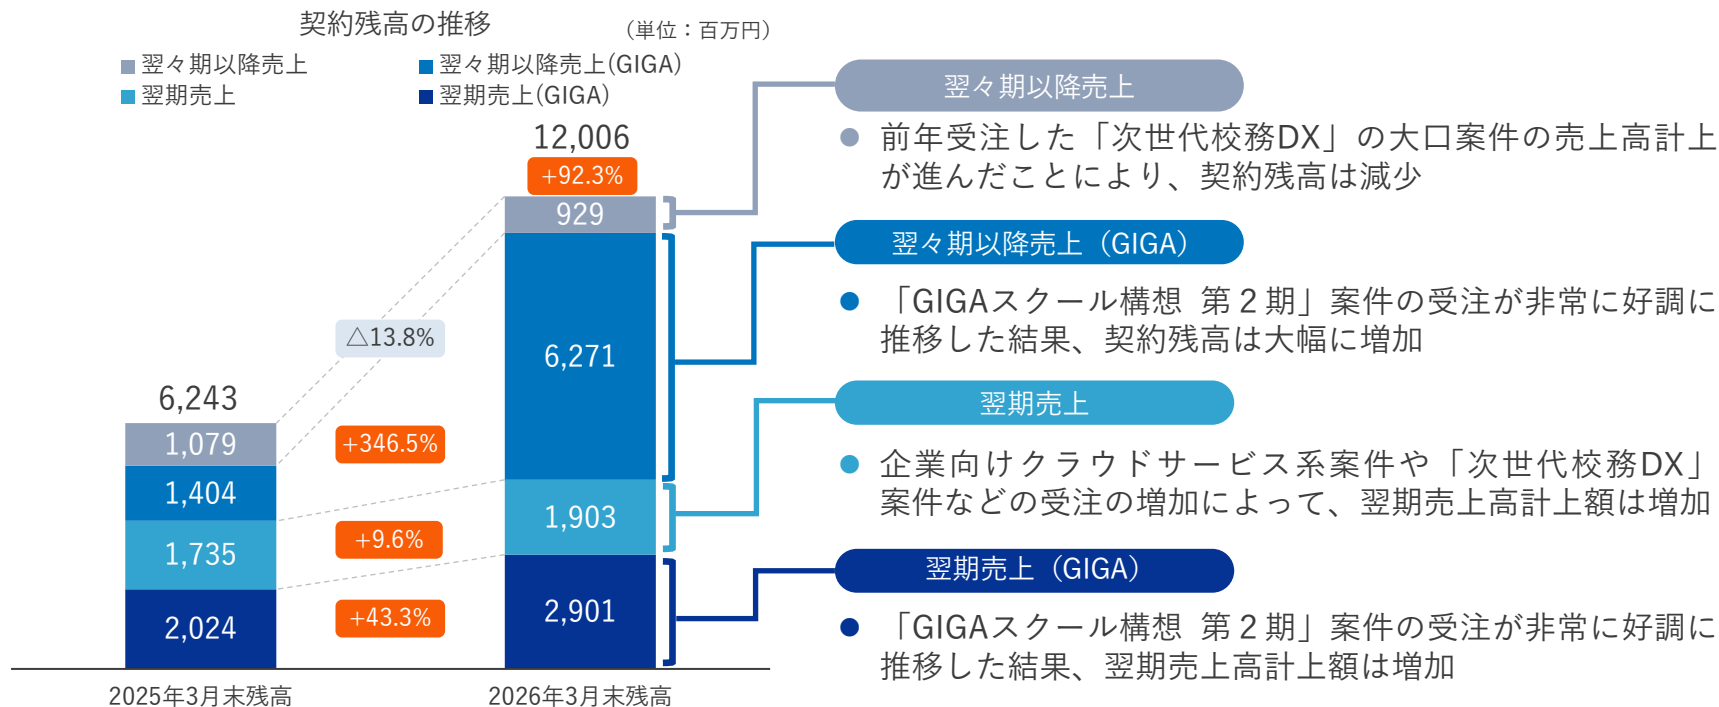 契約残高の推移
（単位：百万円）
翌々期以降売上
翌々期以降売上(GIGA)
翌期売上
翌期売上(GIGA)
12,006
+92.3%
929
6,271
1,903
2,901
△13.8%
+346.5%
+9.6%
+43.3%
6,243
1,079
1,404
1,735
2,024
2025年3月末残高
2026年3月末残高
翌々期以降売上
● 前年受注した「次世代校務DX」の大口案件の売上高計上
が進んだことにより、契約残高は減少
翌々期以降売上（GIGA）
● 「GIGAスクール構想 第２期」案件の受注が非常に好調に
推移した結果、契約残高は大幅に増加
翌期売上
● 企業向けクラウドサービス系案件や「次世代校務DX」
案件などの受注の増加によって、翌期売上高計上額は増加
翌期売上（GIGA）
● 「GIGAスクール構想 第２期」案件の受注が非常に好調に
推移した結果、翌期売上高計上額は増加